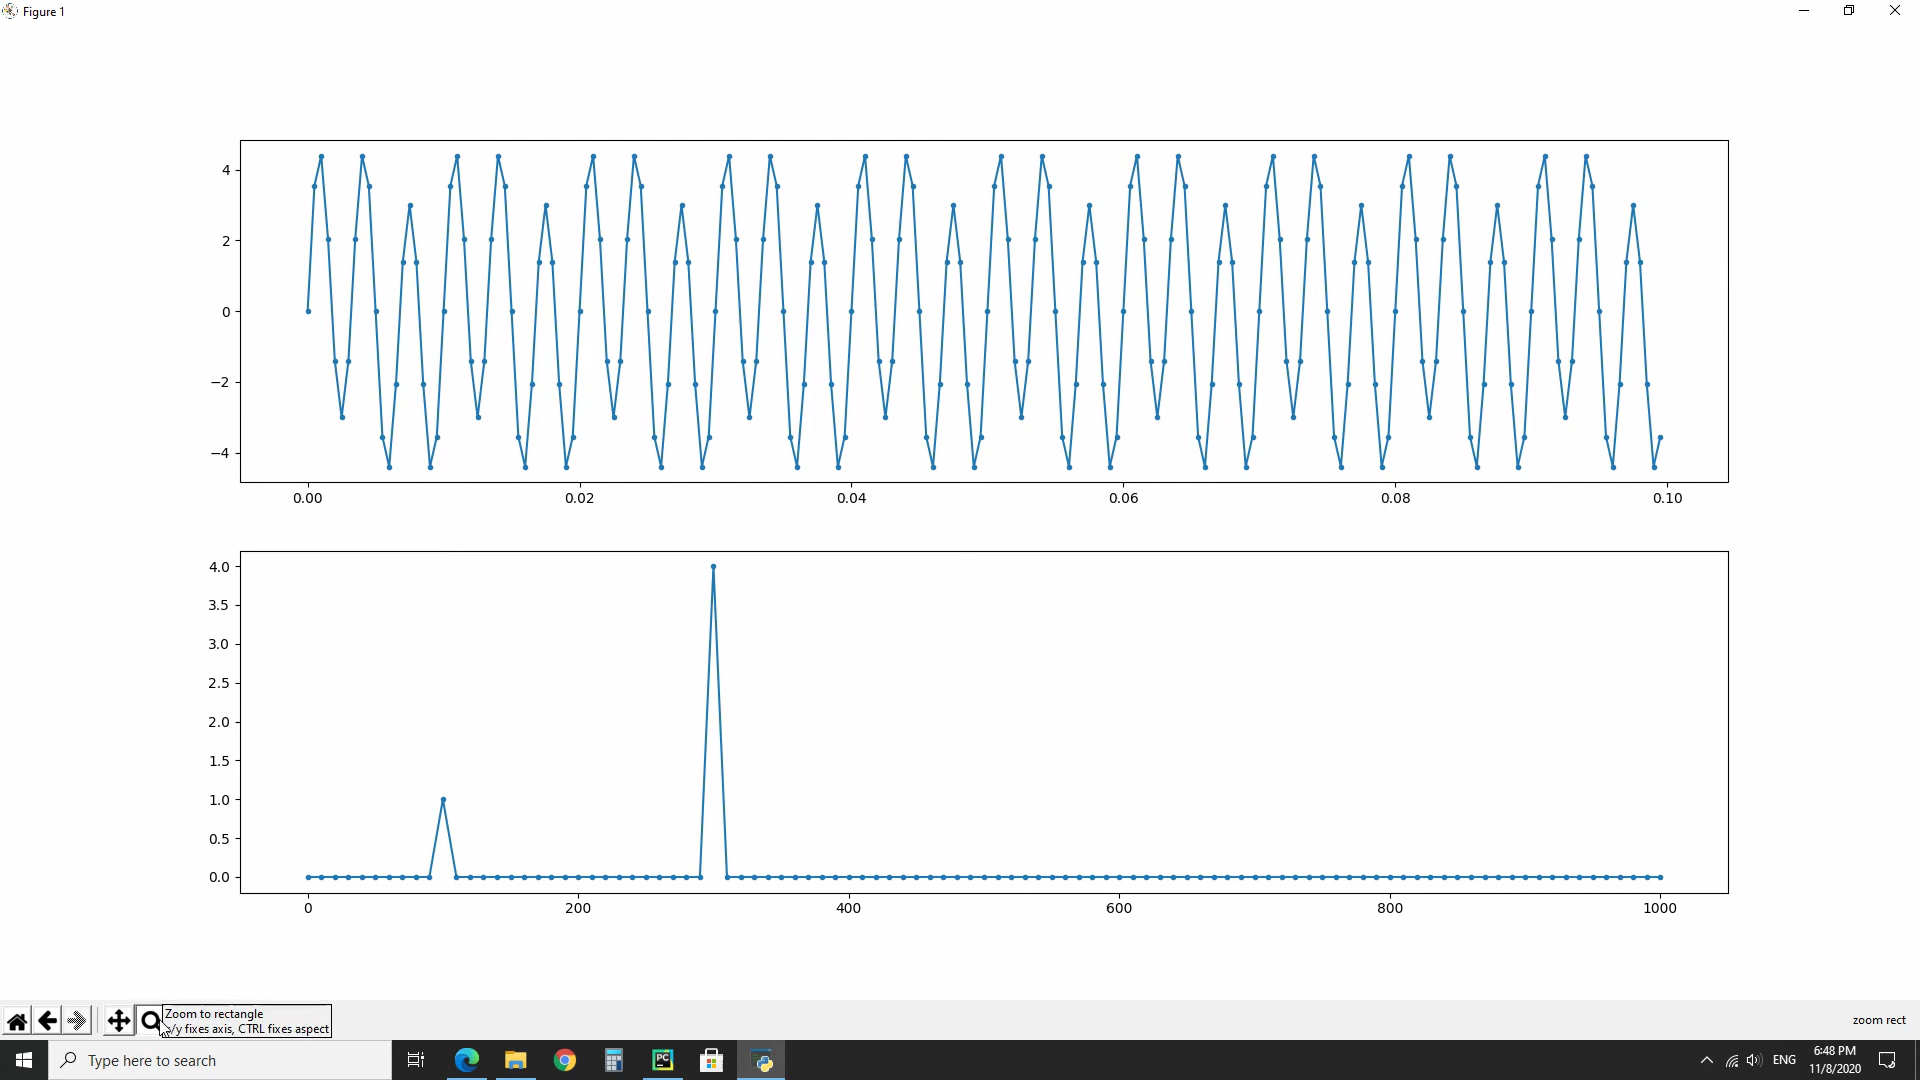 Figure 1
4
2
0
−2
−4
0.00 0.02 0.04 0.06 0.08 0.10
4.0
3.5
3.0
2.5
2.0
1.5
1.0
0.5
0.0
0 200 400 600 800 1000
Zoom to rectangle
/y fixes axis, CTRL fixes aspect
zoom rect
Type here to search
PC
ENG
6:48 PM
11/8/2020